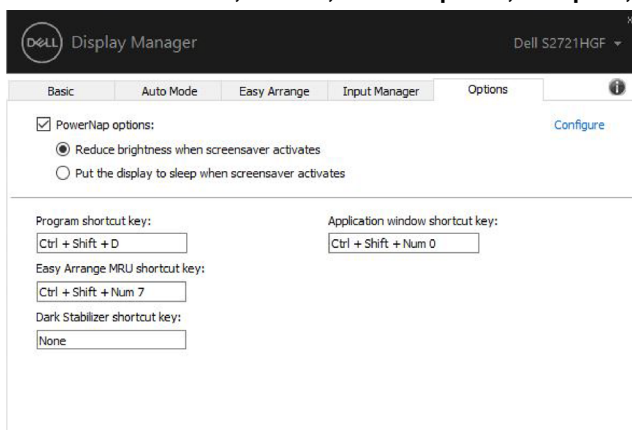 DELL Display Manager Dell S2721HGF
Basic Auto Mode Easy Arrange Input Manager Options
PowerNap options: Configure
Reduce brightness when screensaver activates
Put the display to sleep when screensaver activates
Program shortcut key: Application window shortcut key:
Ctrl + Shift + D Ctrl + Shift + Num 0
Easy Arrange MRU shortcut key:
Ctrl + Shift + Num 7
Dark Stabilizer shortcut key:
None